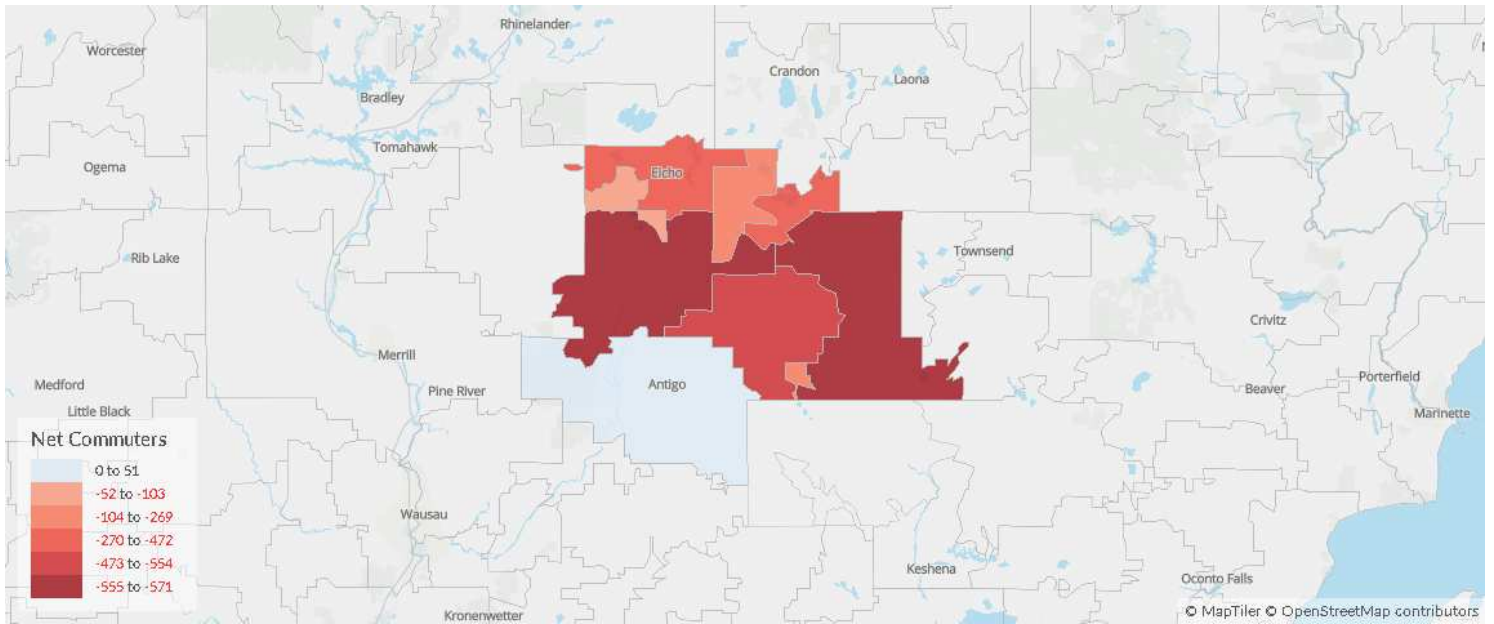 Rhinelander
Worcester
Crandon
Laona
Bradley
Tomahawk
Ogema
Elcho
Rib Lake
Townsend
Crivitz
Merrill
Medford
Pine River
Antigo
Beaver
Porterfield
Little Black
Marinette
Net Commuters
0 to 51
-52 to -103
-104 to -269
-270 to -472
-473 to -554
-555 to -571
Wausau
Keshena
Oconto Falls
Kronenwetter
© MapTiler © OpenStreetMap contributors